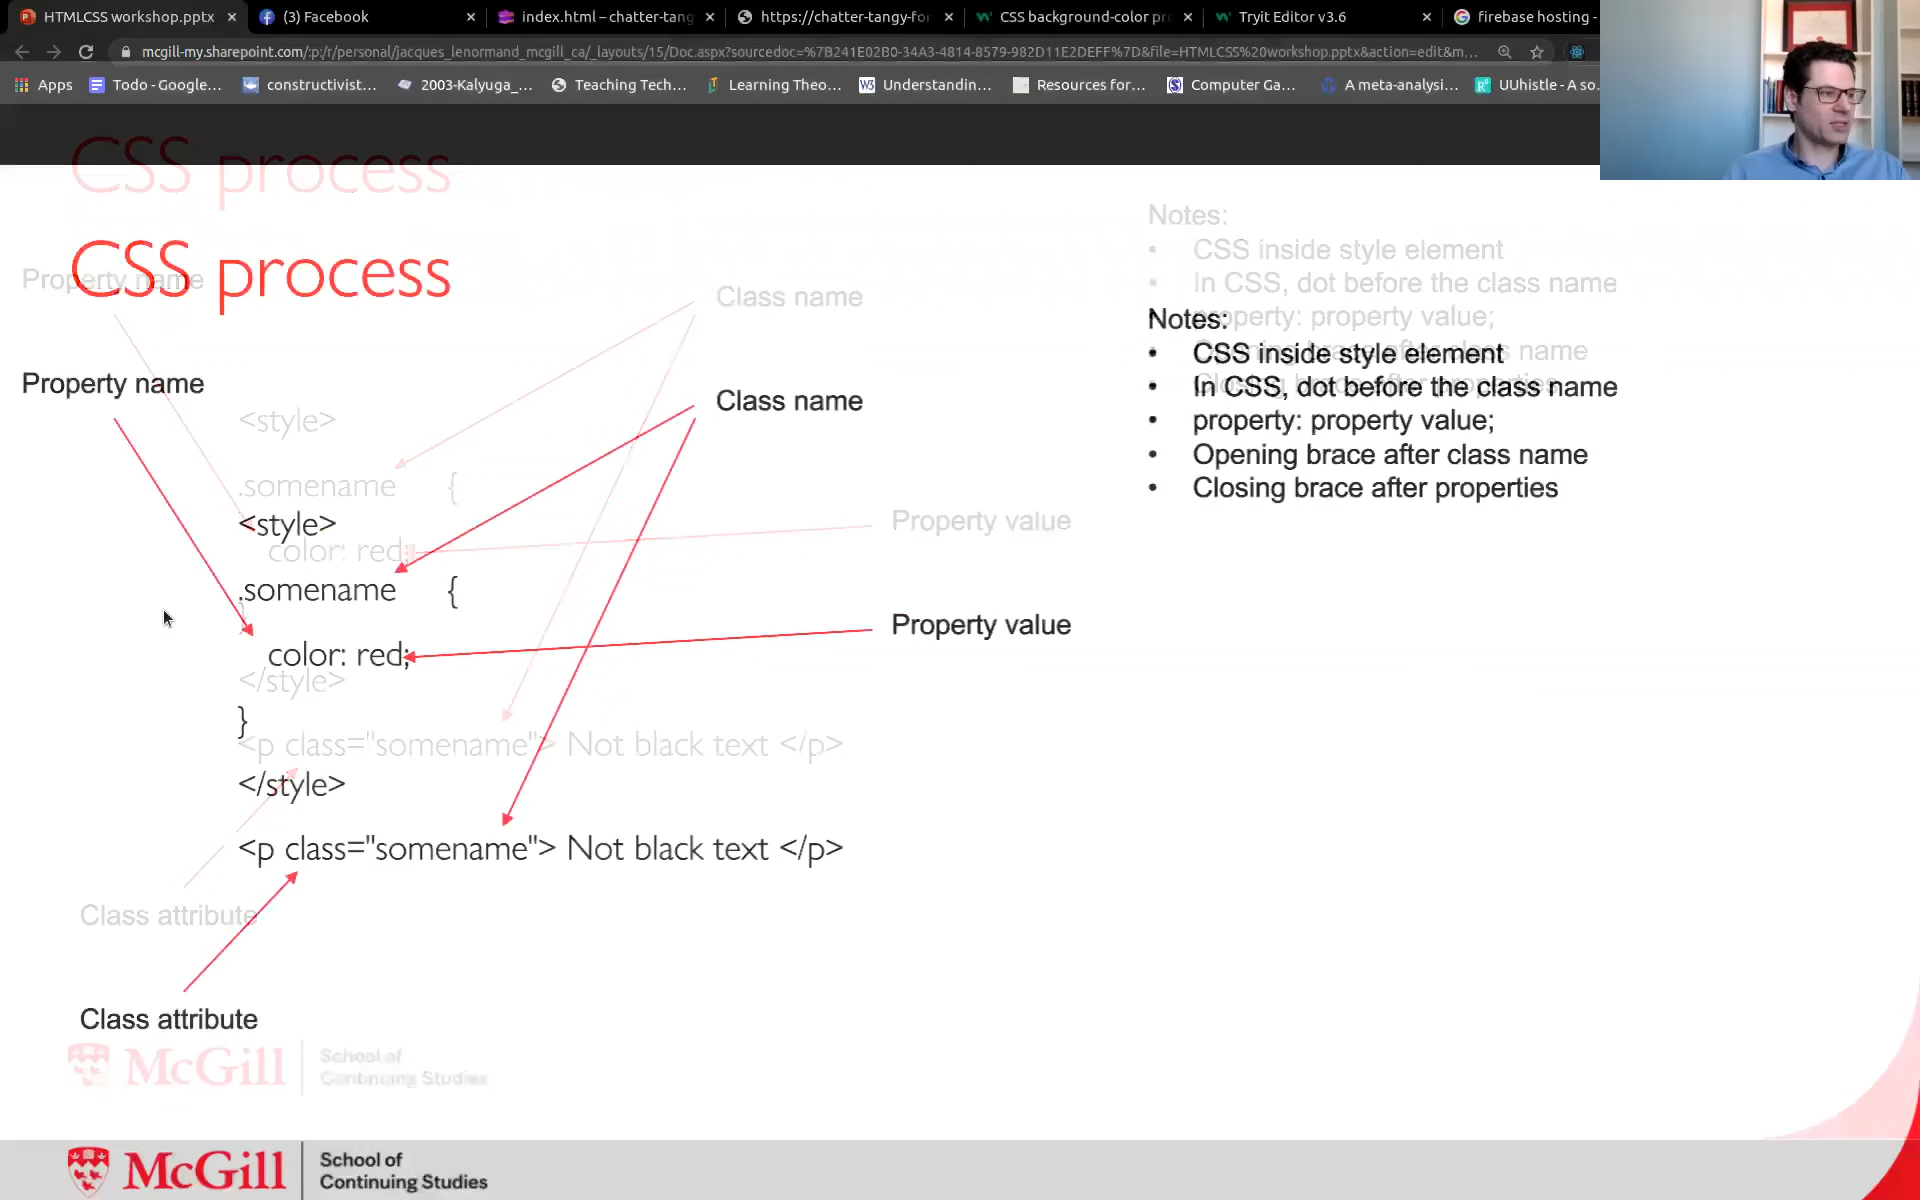 HTMLCSS workshop.pptx
(3) Facebook
index.html – chatter-tang
https://chatter-tangy-for
CSS background-color pr
Tryit Editor v3.6
firebase hosting -
mcgill-my.sharepoint.com/:p:/r/personal/jacques_lenormand_mcgill_ca/_layouts/15/Doc.aspx?sourcedoc=%7B241E02B0-34A3-4814-8579-982D11E2DEFF%7D&file=HTMLCSS%20workshop.pptx&action=edit&m...
Apps
Todo - Google...
constructivist...
2003-Kalyuga_...
Teaching Tech...
Learning Theo...
Understandin...
Resources for...
Computer Ga...
A meta-analysi...
UUhistle - A so
CSS process
CSS process
Property name
Property name
Class name
Class name
Notes:
• CSS inside style element
• In CSS, dot before the class name
property: property value;
Opening brace after class name
Closing brace after properties
Notes:
• CSS inside style element
• In CSS, dot before the class name
• property: property value;
• Opening brace after class name
• Closing brace after properties
<style>
.somename {
color: red;
}
</style>
<p class="somename"> Not black text </p>
<style>
.somename {
color: red;
}
</style>
<p class="somename"> Not black text </p>
Property value
Property value
Class attribute
Class attribute
McGill
School of
Continuing Studies
McGill
School of
Continuing Studies